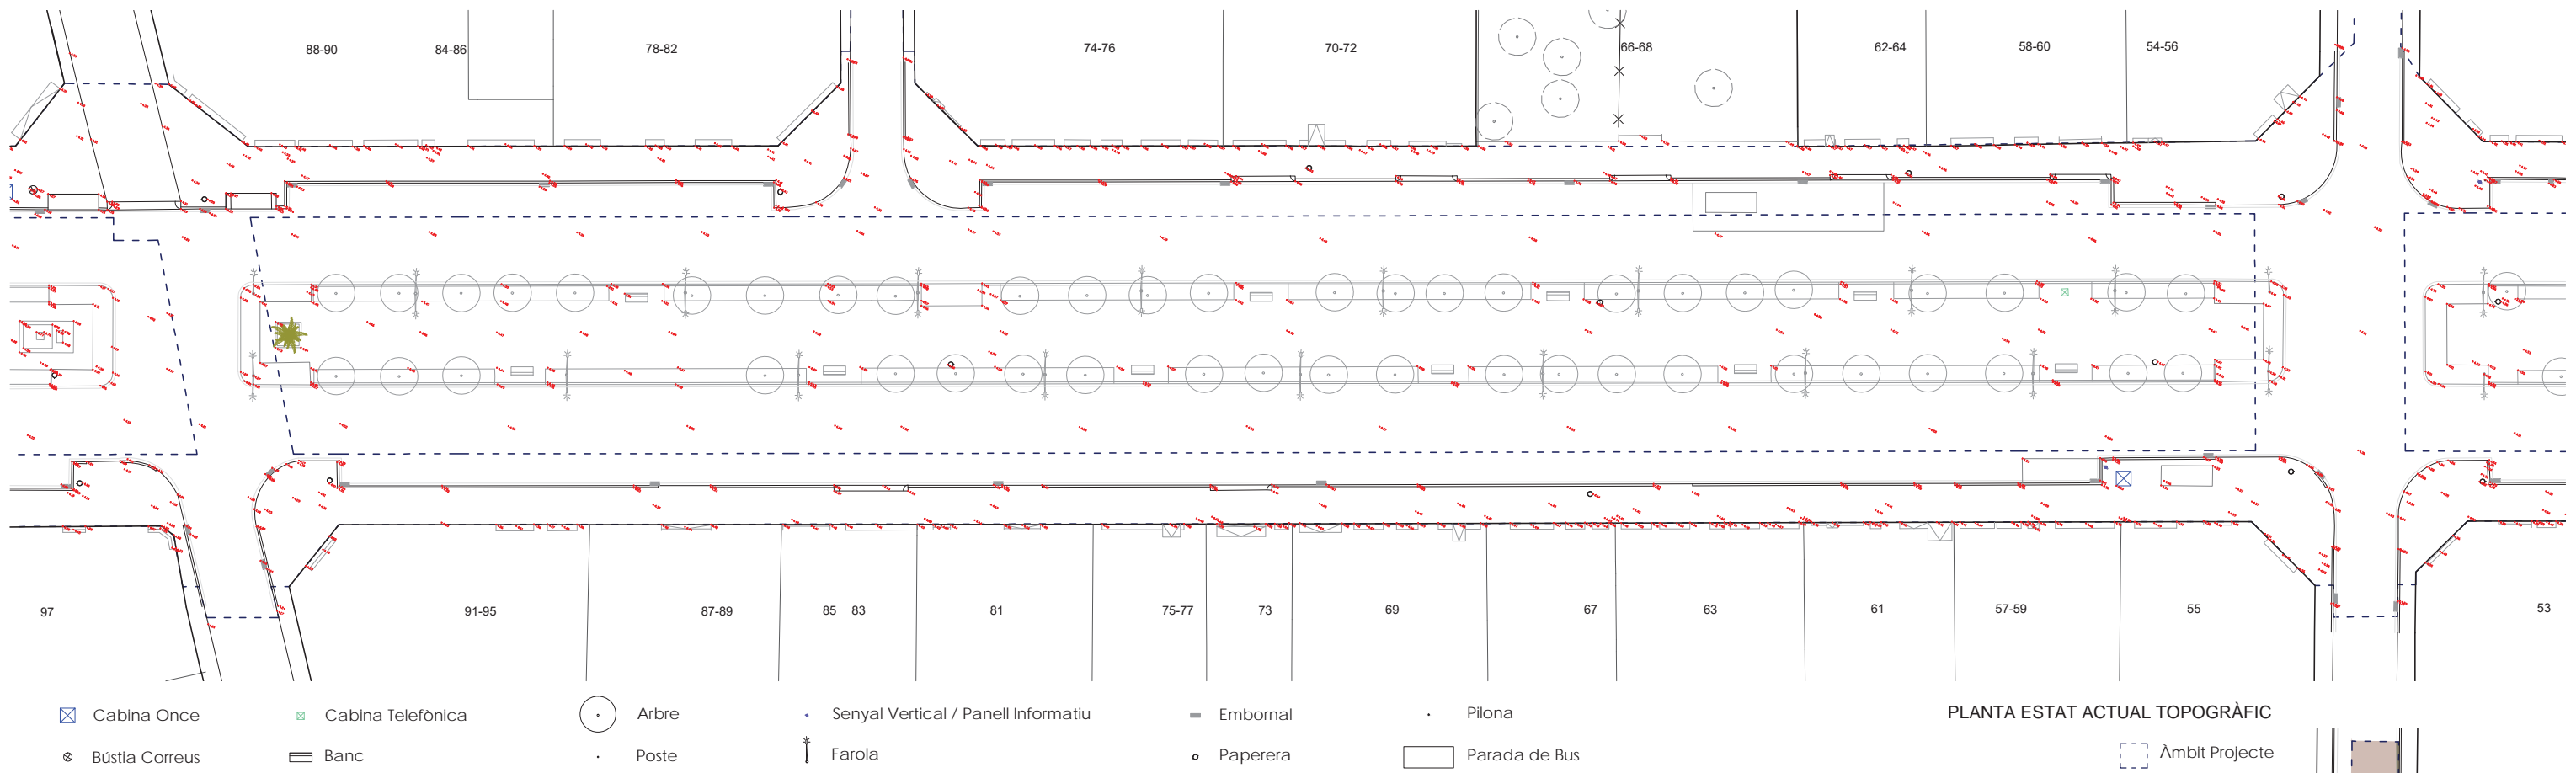 88-90 84-86 78-82 74-76 70-72 66-68 62-64 58-60 54-56
97 91-95 87-89 85 83 81 75-77 73 69 67 63 61 57-59 55 53
Cabina Once Cabina Telefònica Arbre Senyal Vertical / Panell Informatiu Embornal Pilona PLANTA ESTAT ACTUAL TOPOGRÀFIC
Bústia Correus Banc Poste Farola Paperera Parada de Bus Àmbit Projecte